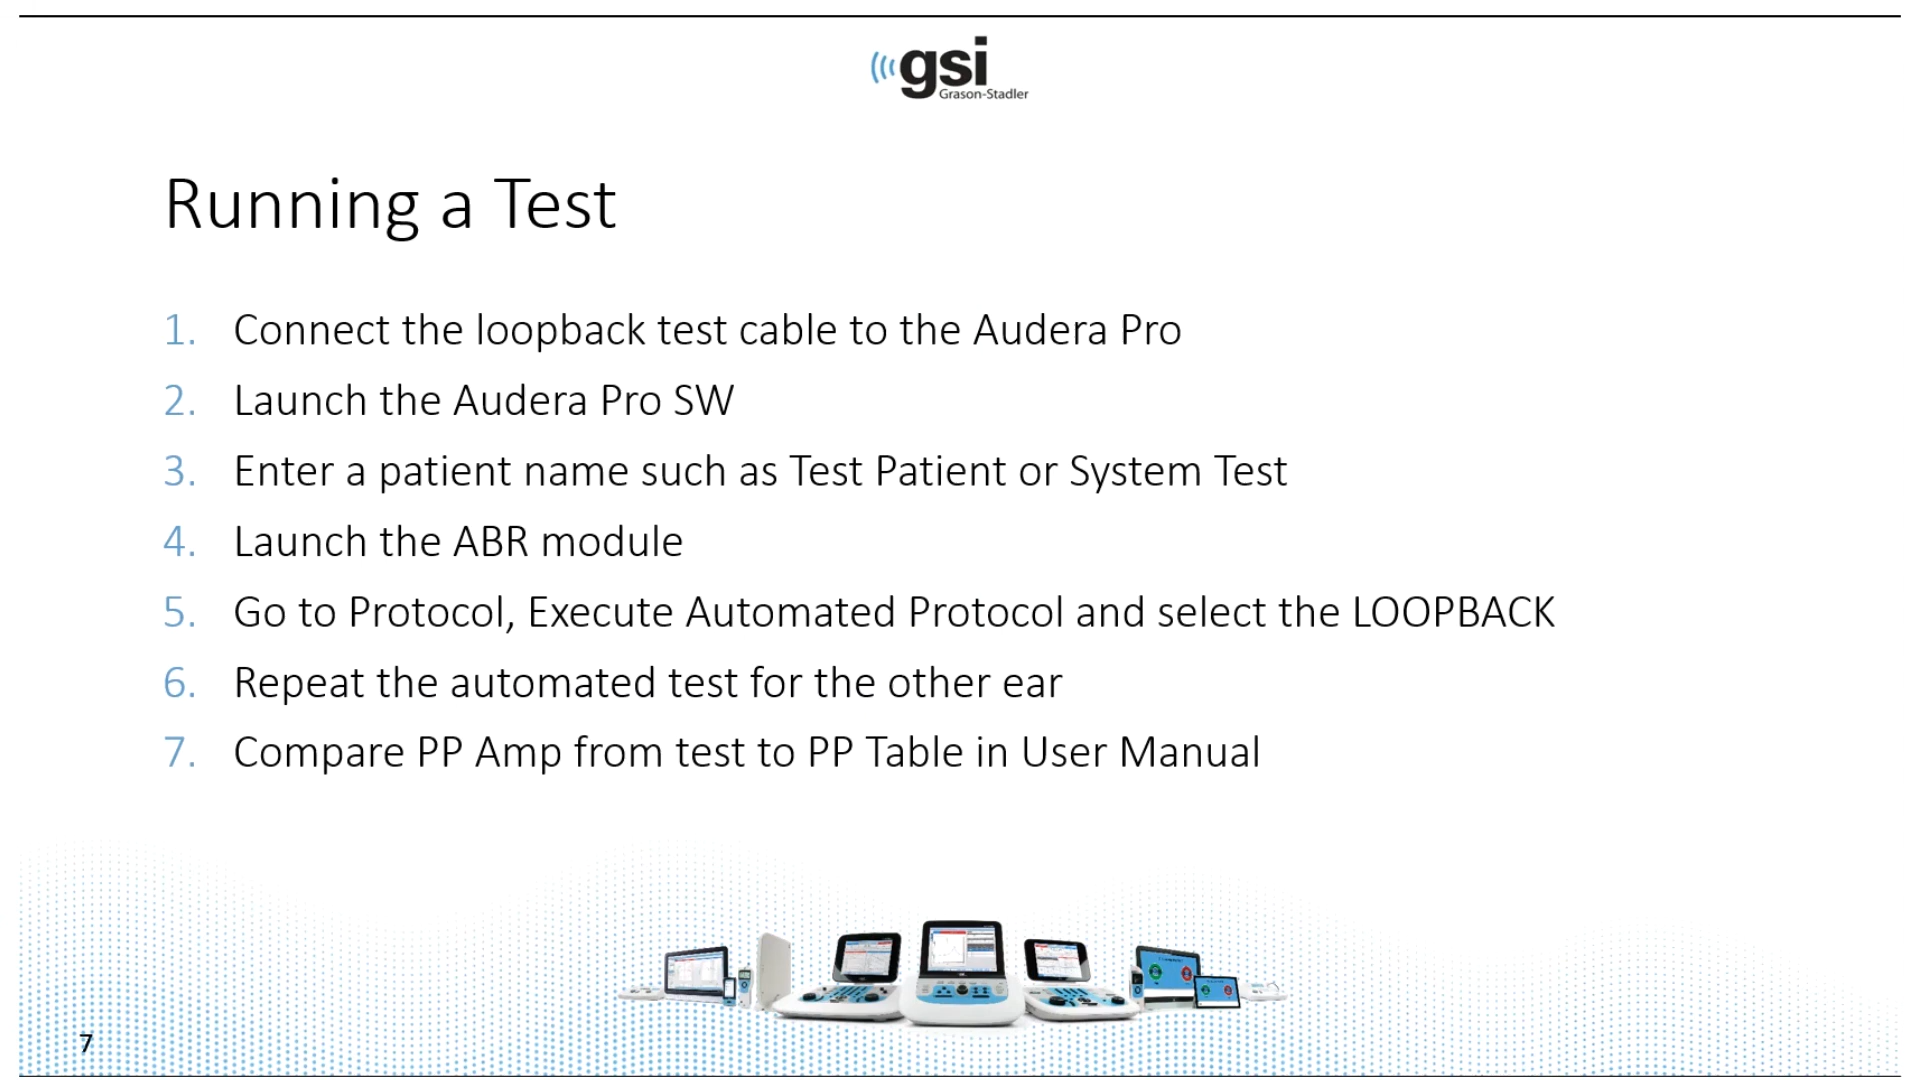 gsi
Grason-Stadler
Running a Test
1. Connect the loopback test cable to the Audera Pro
2. Launch the Audera Pro SW
3. Enter a patient name such as Test Patient or System Test
4. Launch the ABR module
5. Go to Protocol, Execute Automated Protocol and select the LOOPBACK
6. Repeat the automated test for the other ear
7. Compare PP Amp from test to PP Table in User Manual
7